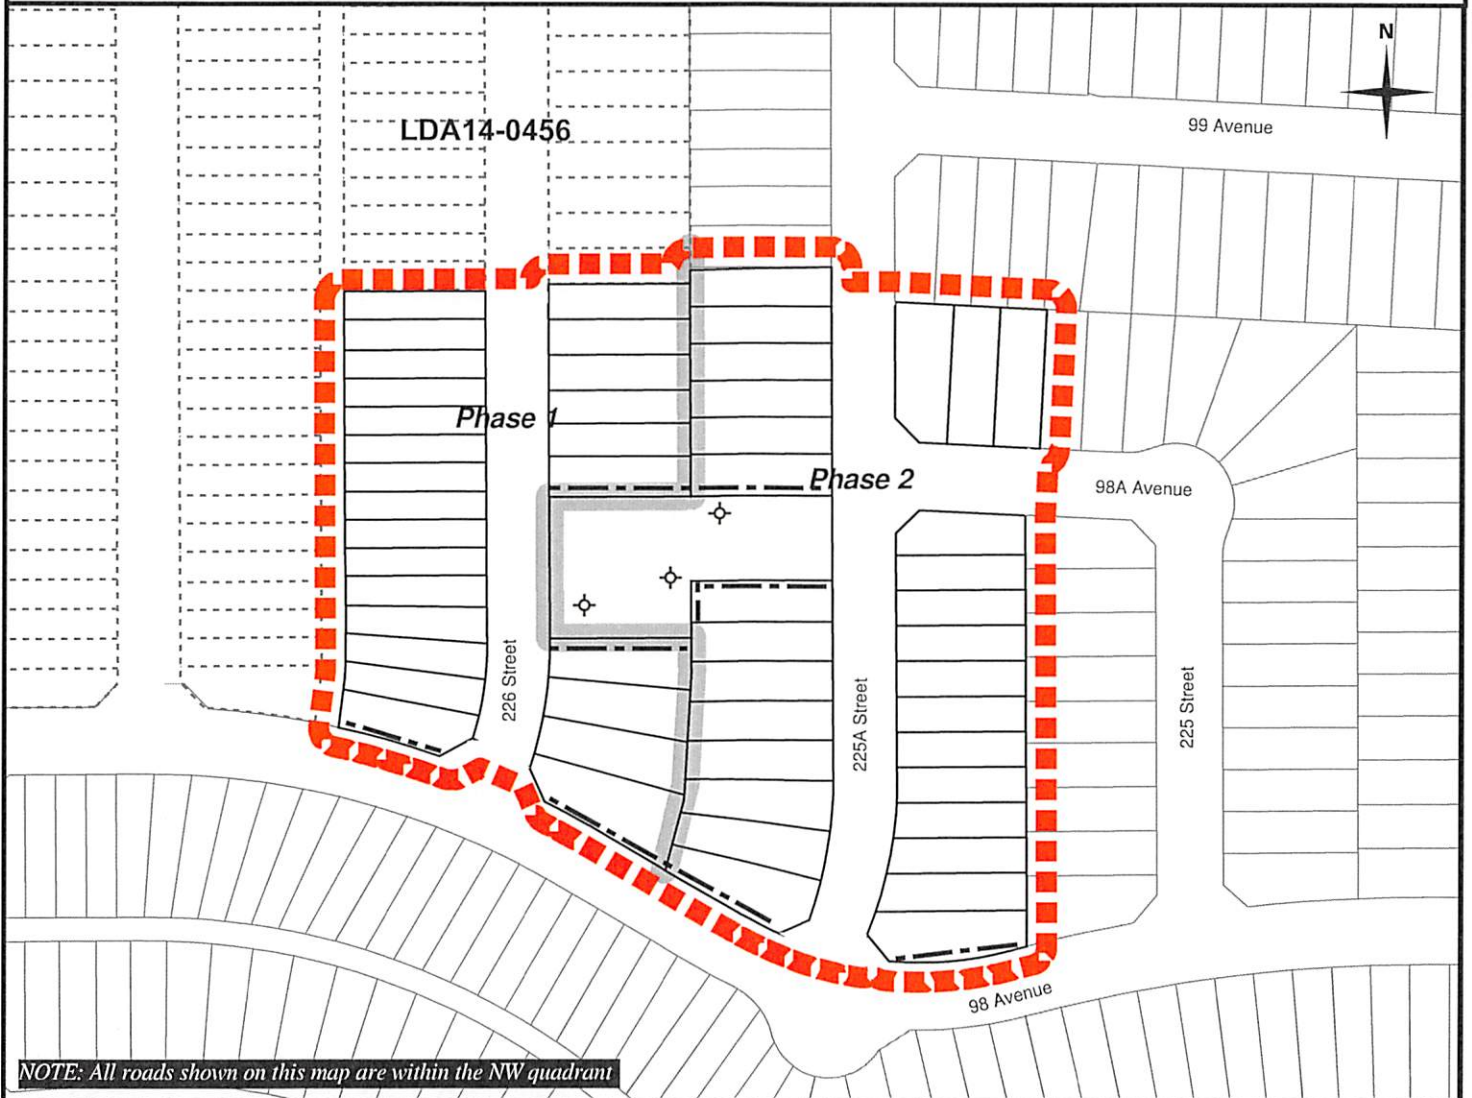 N
99 Avenue
LDA14-0456
Phase 1
Phase 2
98A Avenue
226 Street
225A Street
225 Street
98 Avenue
NOTE: All roads shown on this map are within the NW quadrant